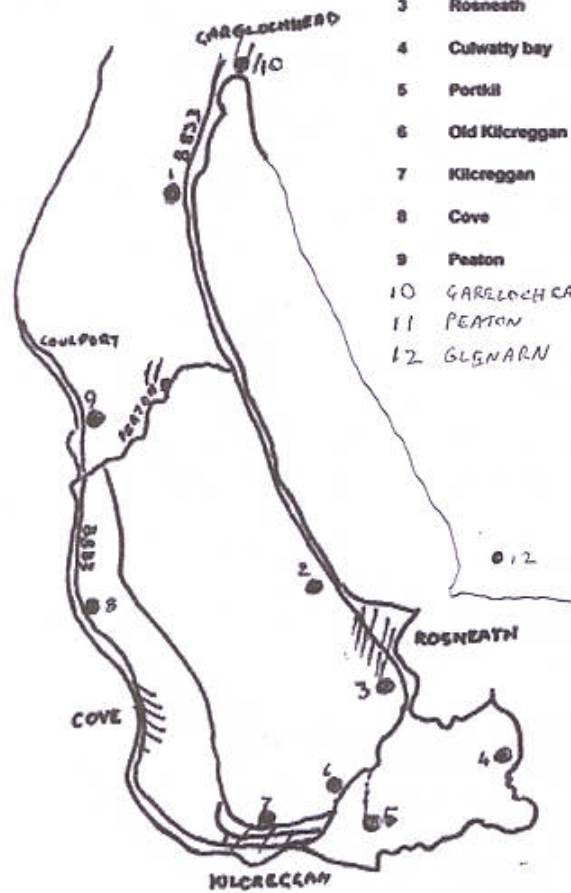 GARELOCHHEAD
10
B833
1
3 Rosneath
4 Culwatty bay
5 Portkil
6 Old Kilcreggan
7 Kilcreggan
8 Cove
9 Peaton
10
11 PEATON
12 GLENARN
COULPORT
11
PEATON
9
B833
8
2
12
ROSNEATH
3
COVE
4
6
7
5
KILCREGGAN